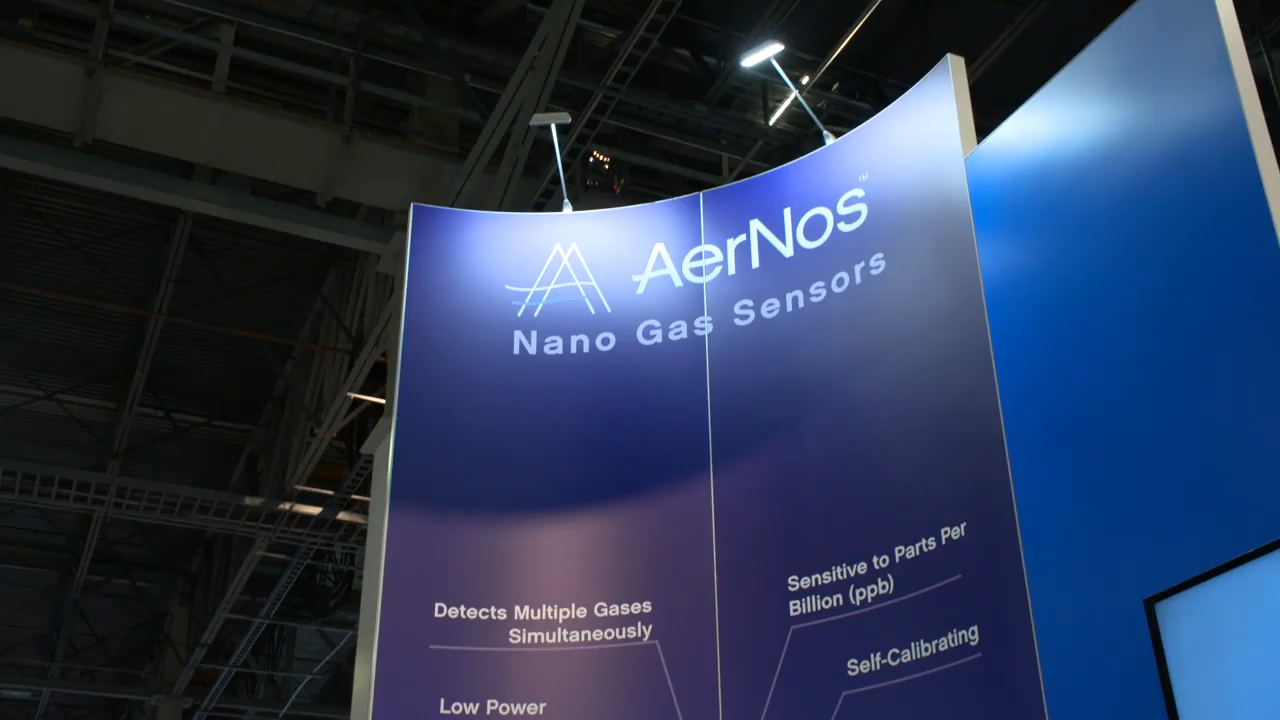 AerNos™
Nano Gas Sensors
Detects Multiple Gases
Simultaneously
Low Power
Sensitive to Parts Per
Billion (ppb)
Self-Calibrating